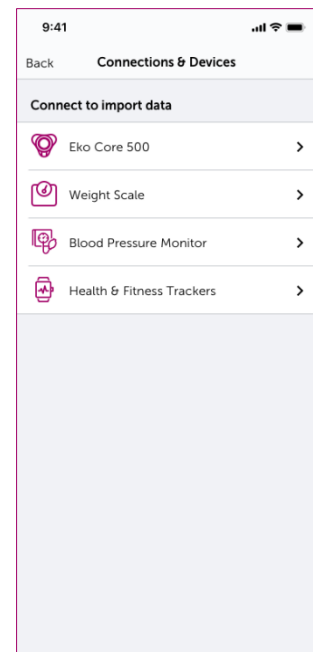 9:41
Back Connections & Devices
Connect to import data
Eko Core 500
Weight Scale
Blood Pressure Monitor
Health & Fitness Trackers